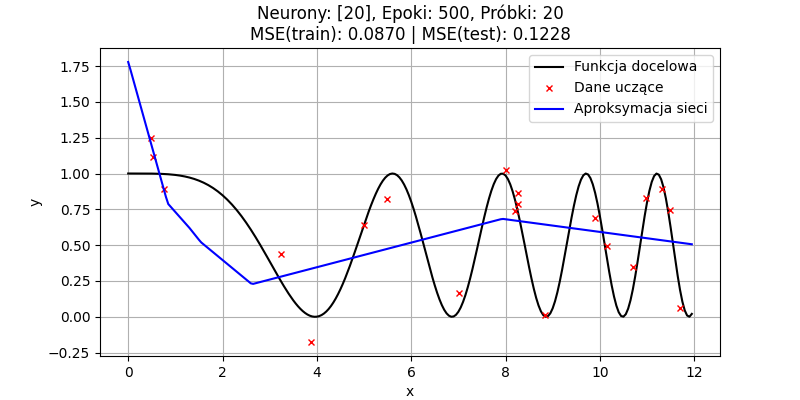 Neurony: [20], Epoki: 500, Próbki: 20
MSE(train): 0.0870 | MSE(test): 0.1228
Funkcja docelowa
Dane uczące
Aproksymacja sieci
1.75
1.50
1.25
1.00
0.75
0.50
0.25
0.00
−0.25
y
0 2 4 6 8 10 12
x